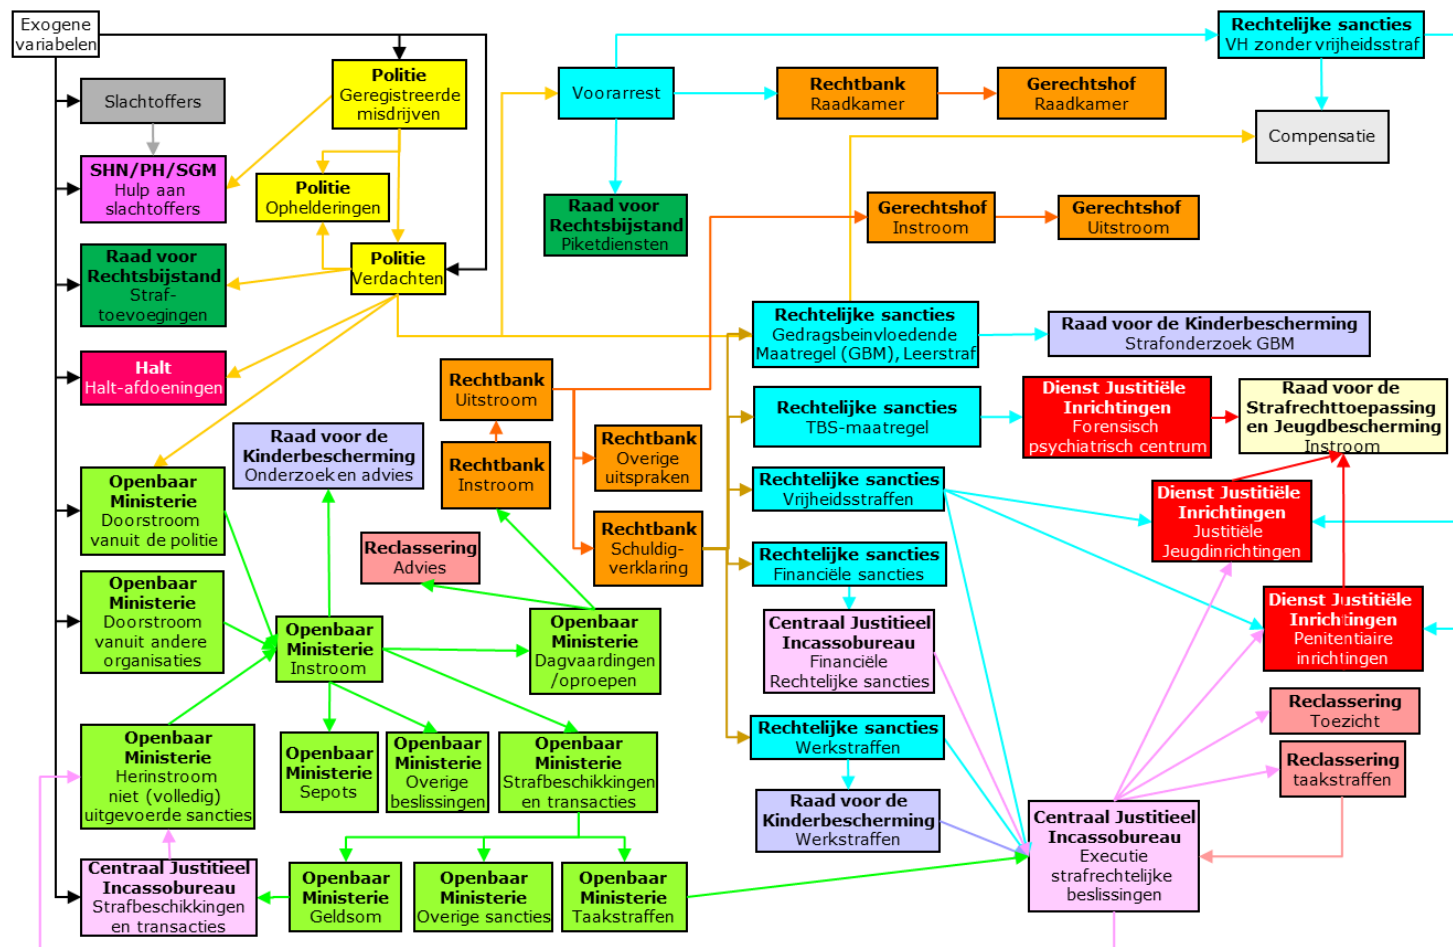 Exogene
variabelen
Slachtoffers
SHN/PH/SGM
Hulp aan
slachtoffers
Raad voor
Rechtsbijstand
Straf-
toevoegingen
Halt
Halt-afdoeningen
Politie
Geregistreerde
misdrijven
Politie
Ophelderingen
Politie
Verdachten
Voorarrest
Raad voor
Rechtsbijstand
Piketdiensten
Rechtbank
Raadkamer
Gerechtshof
Raadkamer
Rechtelijke sancties
VH zonder vrijheidsstraf
Compensatie
Gerechtshof
Instroom
Gerechtshof
Uitstroom
Rechtelijke sancties
Gedragsbeinvloedende
Maatregel (GBM), Leerstraf
Raad voor de Kinderbescherming
Strafonderzoek GBM
Rechtbank
Uitstroom
Rechtbank
Instroom
Rechtbank
Overige
uitspraken
Rechtbank
Schuldig-
verklaring
Rechtelijke sancties
TBS-maatregel
Dienst Justitiële
Inrichtingen
Forensisch
psychiatrisch centrum
Raad voor de
Strafrechttoepassing
en Jeugdbescherming
Instroom
Raad voor de
Kinderbescherming
Onderzoek en advies
Openbaar
Ministerie
Doorstroom
vanuit de politie
Reclassering
Advies
Rechtelijke sancties
Vrijheidsstraffen
Dienst Justitiële
Inrichtingen
Justitiële
Jeugdinrichtingen
Rechtelijke sancties
Financiële sancties
Openbaar
Ministerie
Doorstroom
vanuit andere
organisaties
Openbaar
Ministerie
Instroom
Openbaar
Ministerie
Dagvaardingen
/oproepen
Centraal Justitieel
Incassobureau
Financiële
Rechtelijke sancties
Dienst Justitiële
Inrichtingen
Penitentiaire
inrichtingen
Reclassering
Toezicht
Reclassering
taakstraffen
Openbaar
Ministerie
Herinstroom
niet (volledig)
uitgevoerde sancties
Openbaar
Ministerie
Sepots
Openbaar
Ministerie
Overige
beslissingen
Openbaar
Ministerie
Strafbeschikkingen
en transacties
Rechtelijke sancties
Werkstraffen
Raad voor de
Kinderbescherming
Werkstraffen
Centraal Justitieel
Incassobureau
Executie
strafrechtelijke
beslissingen
Centraal Justitieel
Incassobureau
Strafbeschikkingen
en transacties
Openbaar
Ministerie
Geldsom
Openbaar
Ministerie
Overige sancties
Openbaar
Ministerie
Taakstraffen